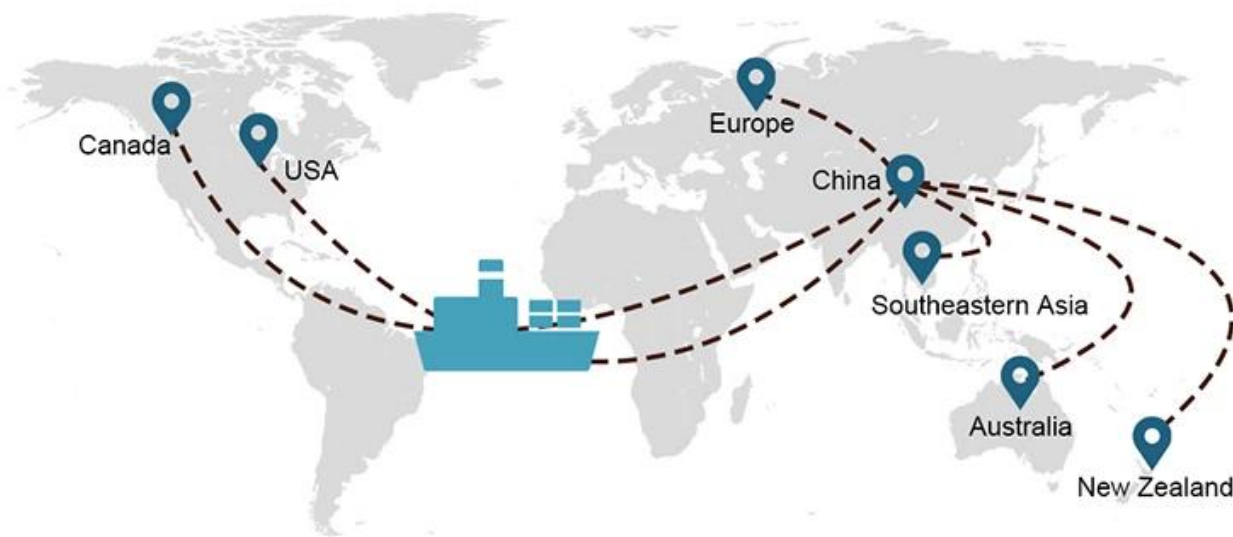 Canada
USA
Europe
China
Southeastern Asia
Australia
New Zealand